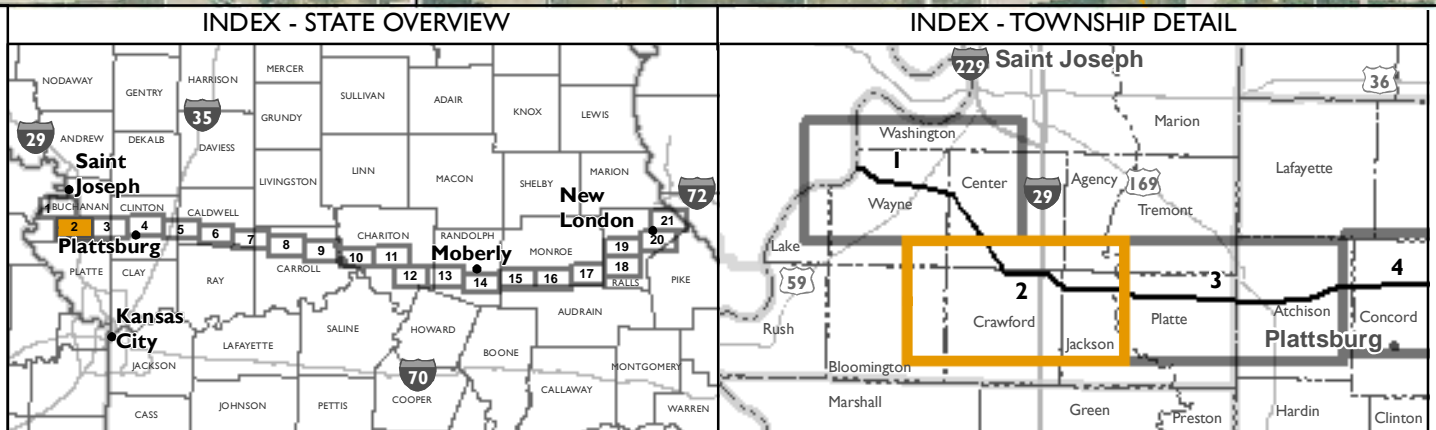 INDEX - STATE OVERVIEW
NODAWAY
GENTRY
HARRISON
MERCER
SULLIVAN
ADAIR
KNOX
LEWIS
35
GRUNDY
29
ANDREW
DEKALB
DAVIESS
Saint
Joseph
LIVINGSTON
LINN
MACON
SHELBY
MARION
72
New
London
1
BUCHANAN
CLINTON
CALDWELL
2
3
4
5
6
7
8
9
10
11
12
13
14
15
16
17
18
19
20
21
Plattsburg
CHARITON
RANDOLPH
Moberly
MONROE
RALLS
PIKE
PLATTE
CLAY
RAY
CARROLL
AUDRAIN
Kansas
City
SALINE
HOWARD
LAFAYETTE
BOONE
JACKSON
70
COOPER
CALLAWAY
MONTGOMERY
CASS
JOHNSON
PETTIS
WARREN
INDEX - TOWNSHIP DETAIL
229
Saint Joseph
36
Washington
Marion
1
Center
Agency
169
Lafayette
29
Wayne
Tremont
Lake
59
2
3
4
Rush
Crawford
Platte
Atchison
Concord
Jackson
Plattsburg
Bloomington
Marshall
Green
Preston
Hardin
Clinton